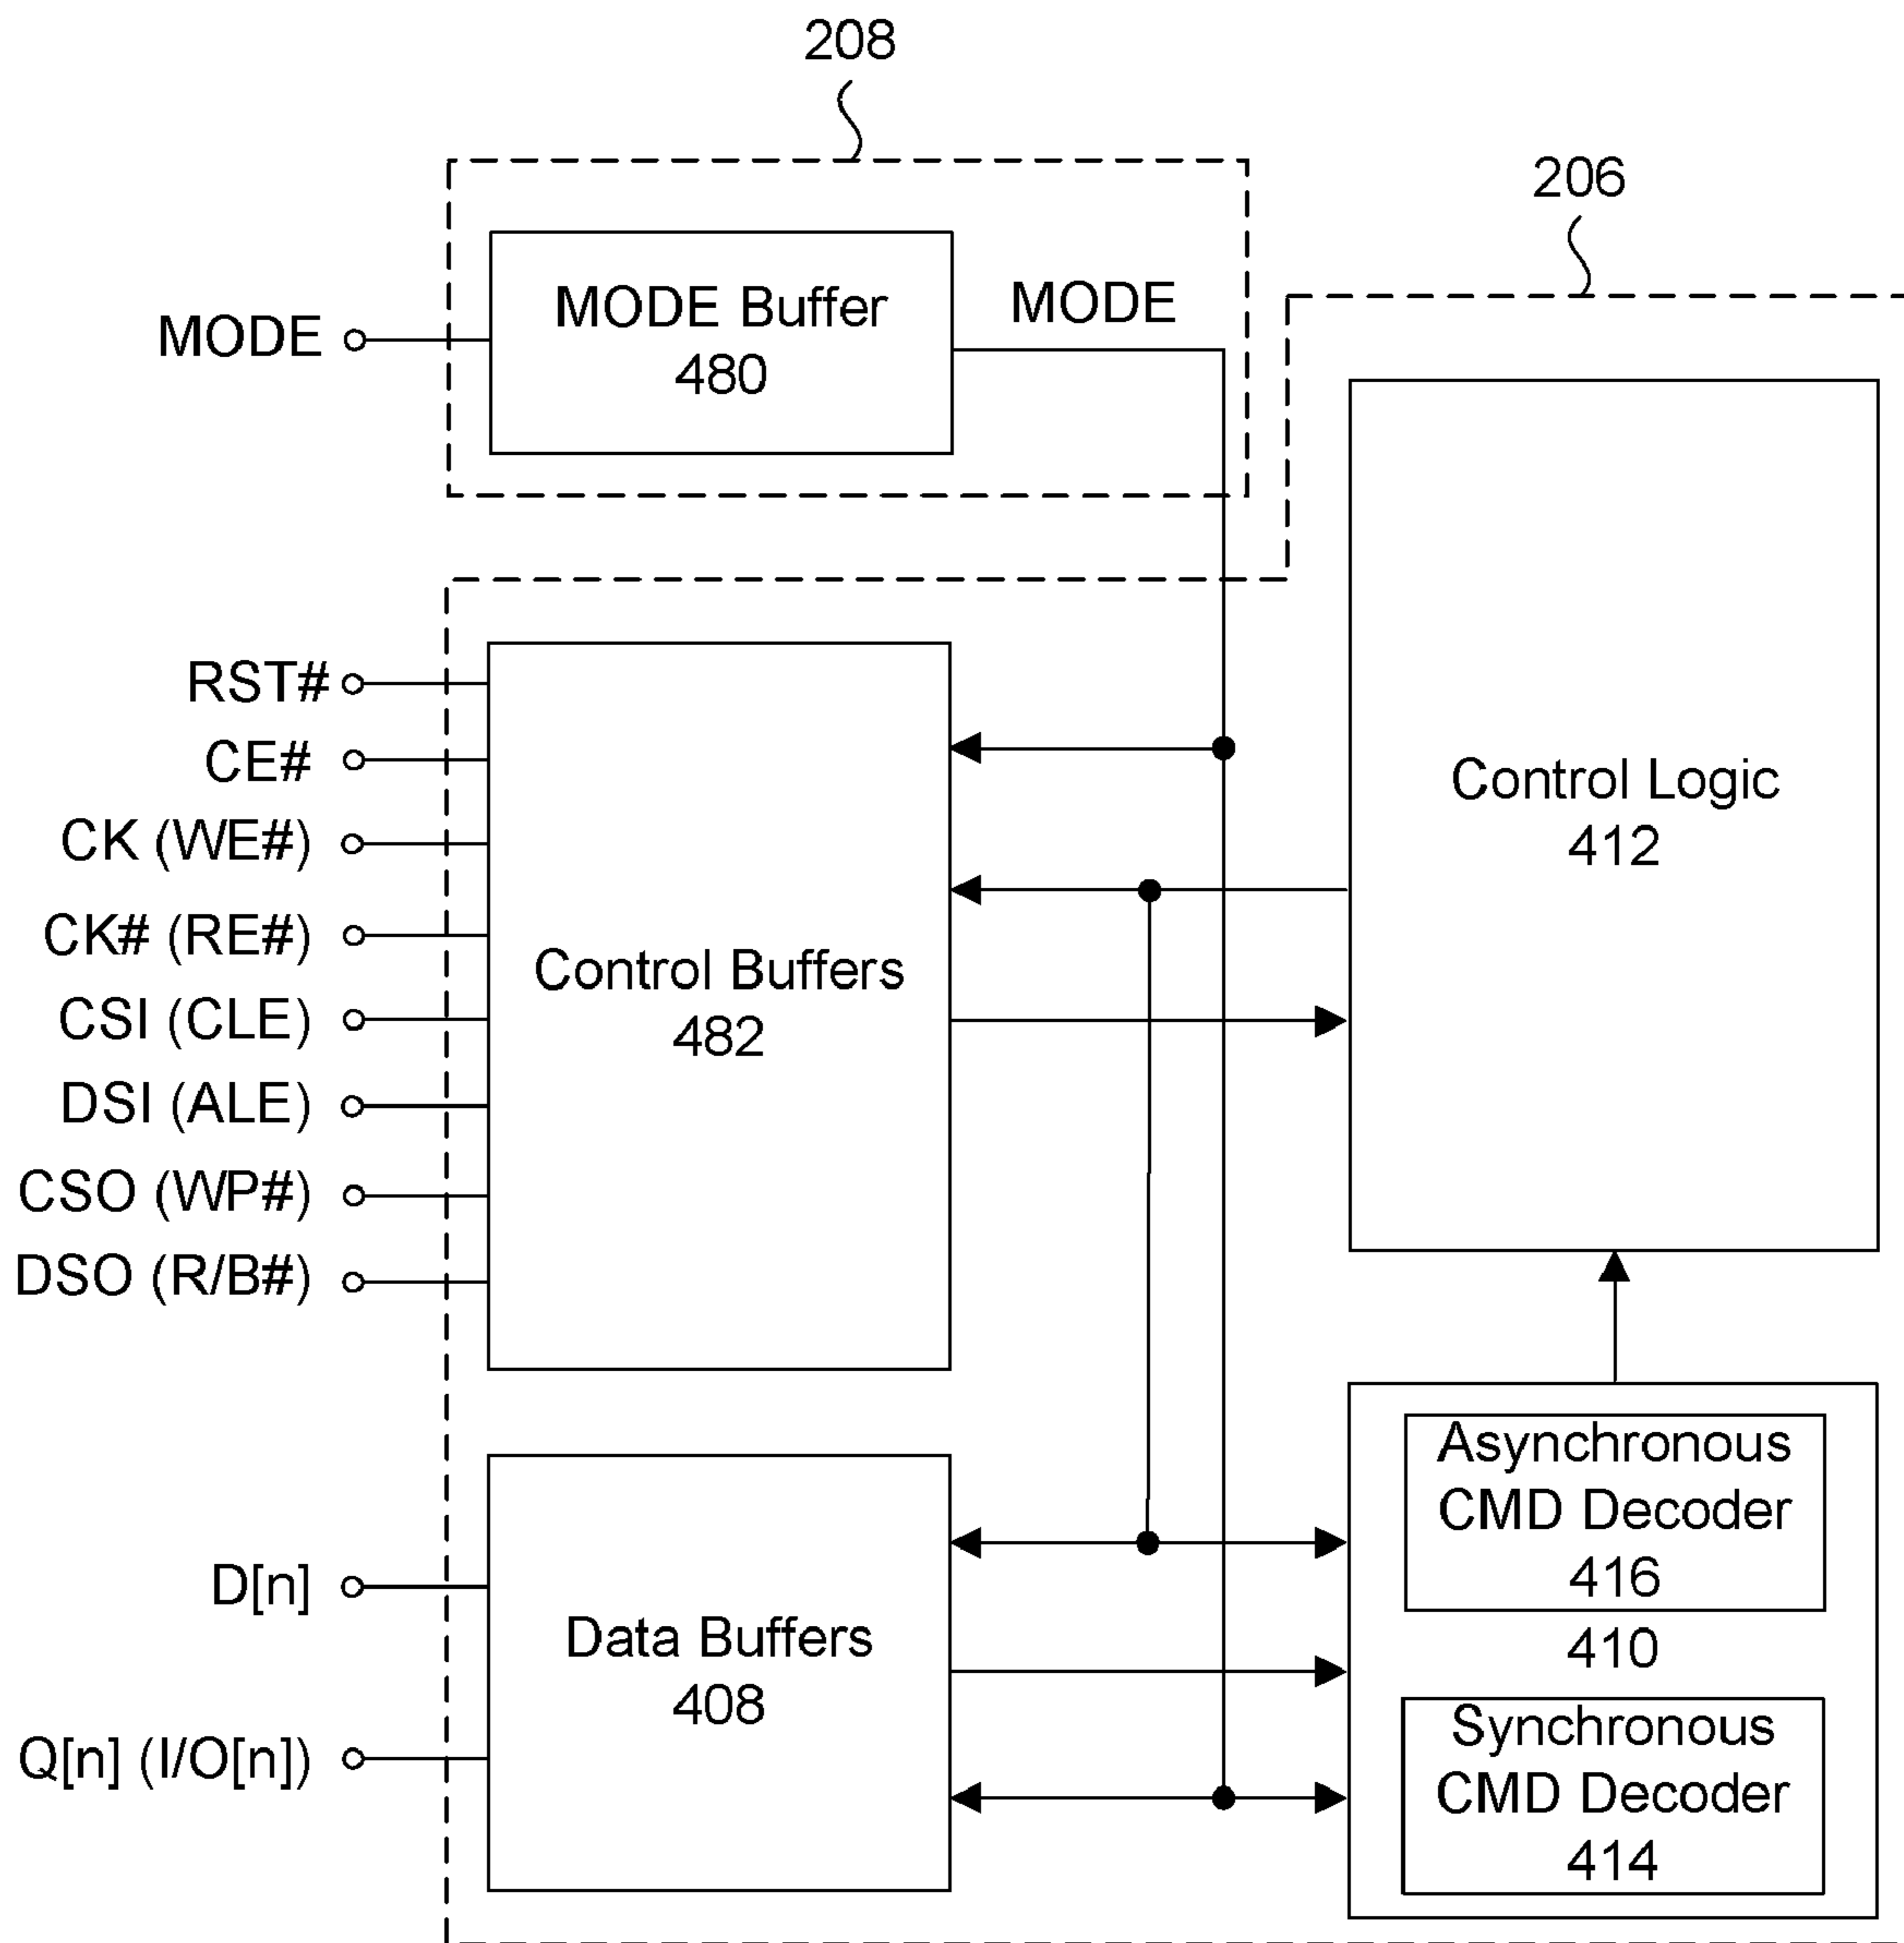 208
206
MODE
MODE Buffer
480
MODE
RST#
CE#
CK (WE#)
CK# (RE#)
CSI (CLE)
DSI (ALE)
CSO (WP#)
DSO (R/B#)
Control Buffers
482
Control Logic
412
D[n]
Q[n] (I/O[n])
Data Buffers
408
Asynchronous
CMD Decoder
416
410
Synchronous
CMD Decoder
414